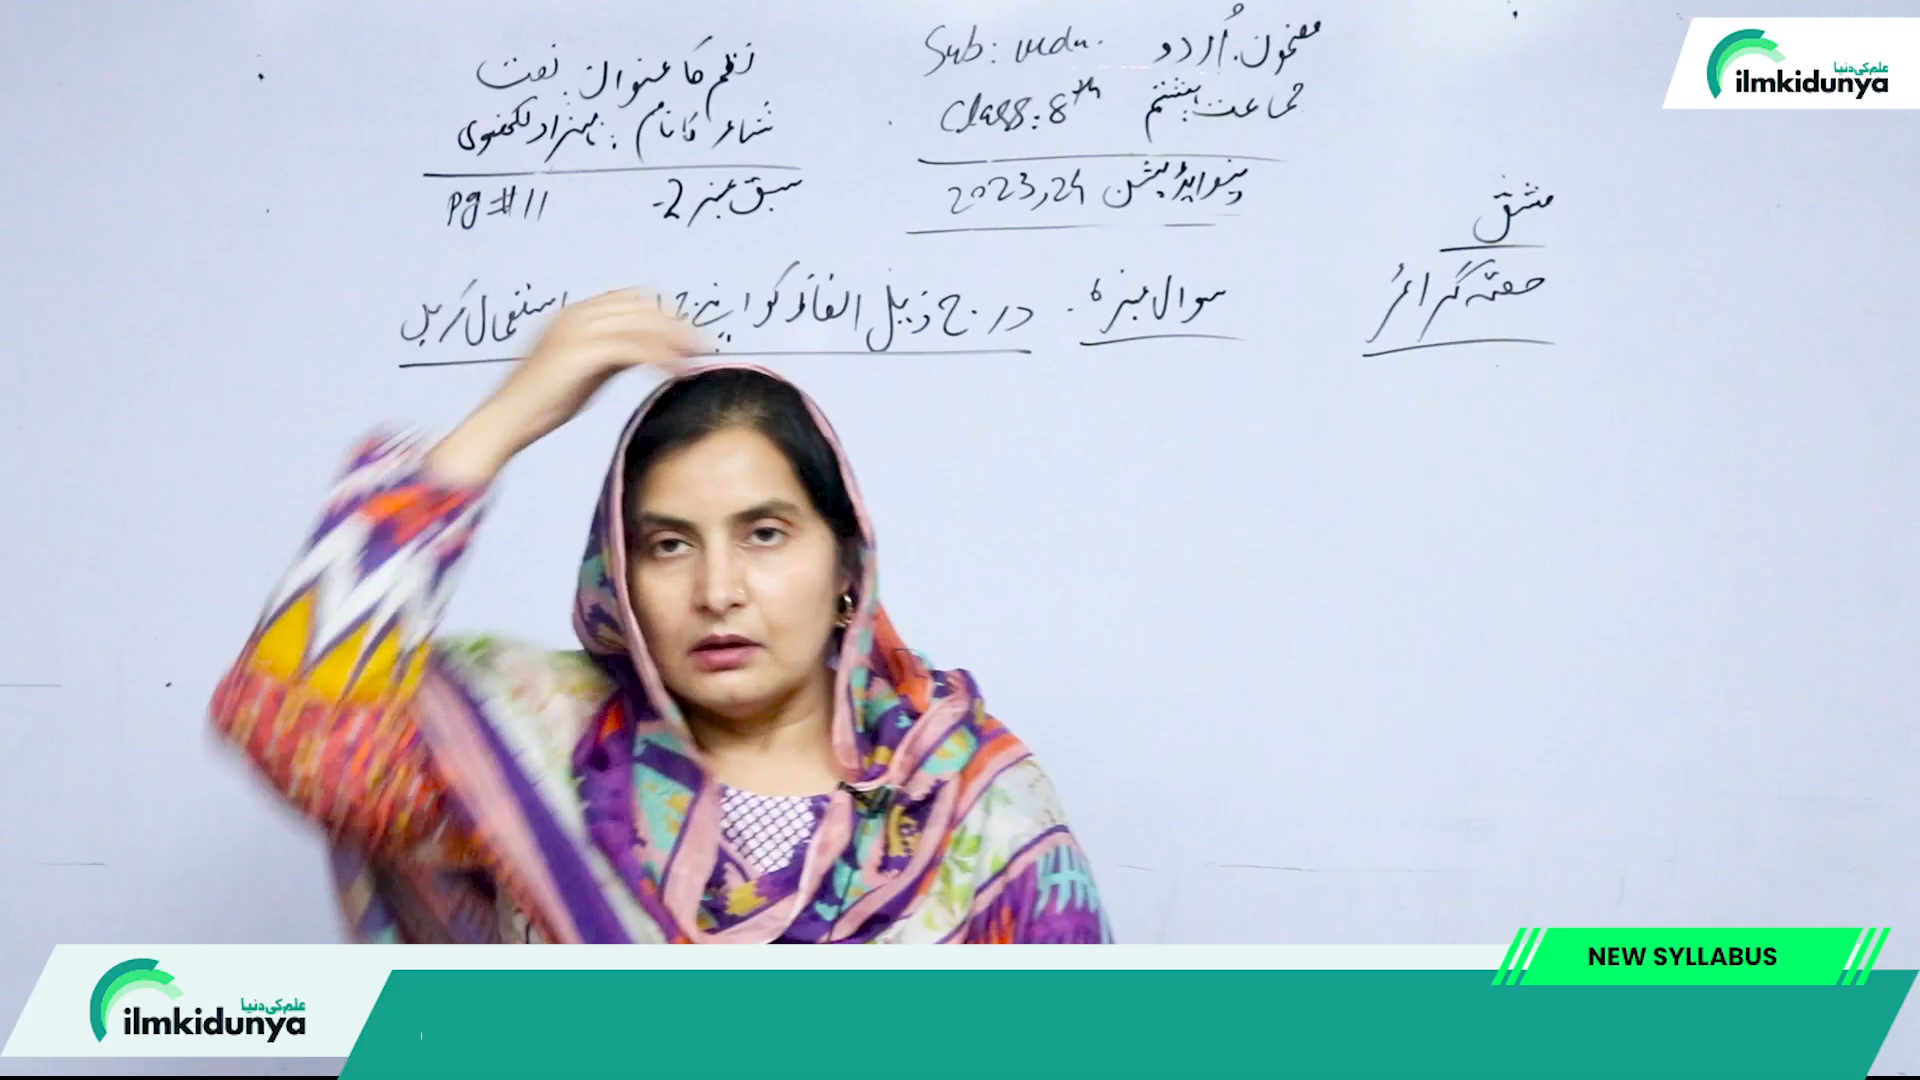 مضمون: اُردو Sub: urdu.
جماعت: ہشتم Class: 8th
نیو ایڈیشن 2023,24
نظم کا عنوان: نعت
شاعر کا نام: بہزاد لکھنوی
سبق نمبر 2- Pg # 11
مشق
حصہ گرائمر
سوال نمبر 6. درج ذیل الفاظ کو اپنے استعمال کریں
علم کی دنیا
ilmkidunya
NEW SYLLABUS
علم کی دنیا
ilmkidunya